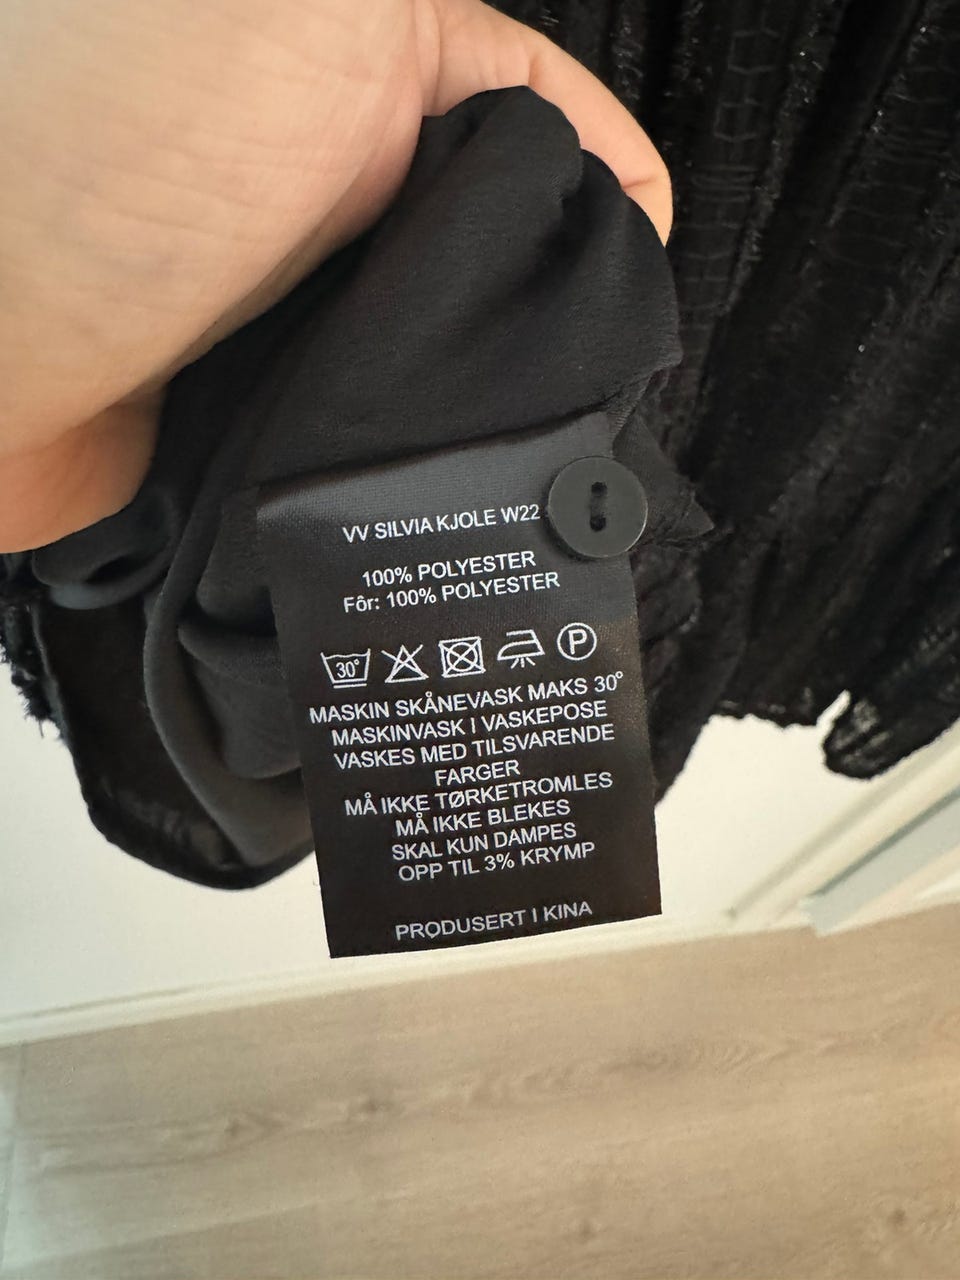 VV SILVIA KJOLE W22
100% POLYESTER
Fôr: 100% POLYESTER
30°
P
MASKIN SKÅNEVASK MAKS 30°
MASKINVASK I VASKEPOSE
VASKES MED TILSVARENDE
FARGER
MÅ IKKE TØRKETROMLES
MÅ IKKE BLEKES
SKAL KUN DAMPES
OPP TIL 3% KRYMP
PRODUSERT I KINA